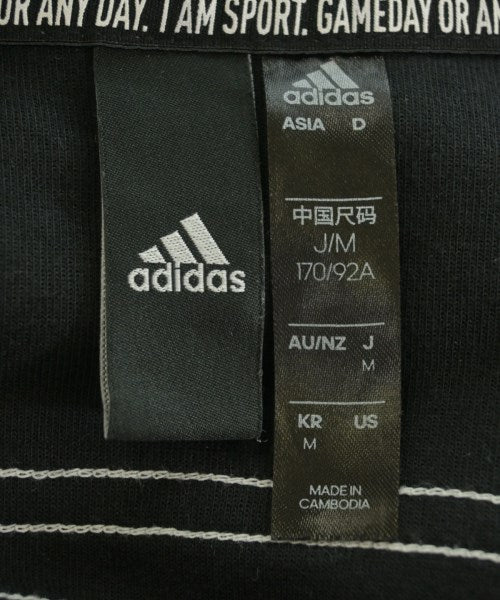 OR ANY DAY. I AM SPORT. GAMEDAY OR AN
adidas
adidas
ASIA D
中国尺码
J/M
170/92A
AU/NZ J
M
KR US
M
MADE IN
CAMBODIA